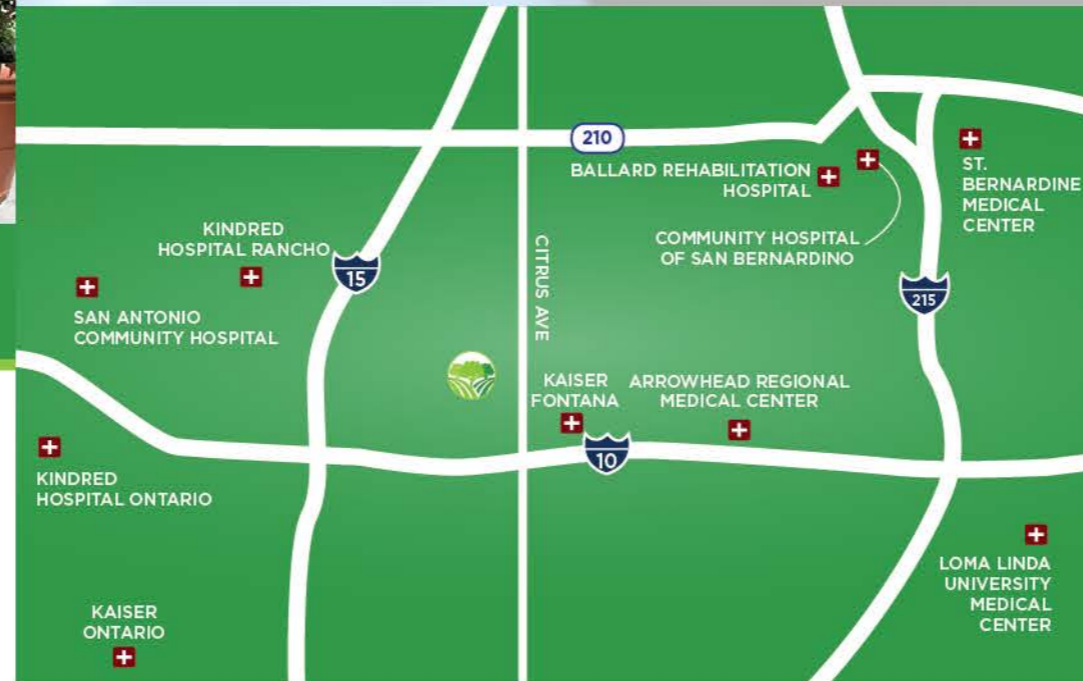 210
BALLARD REHABILITATION
HOSPITAL
ST.
BERNARDINE
MEDICAL
CENTER
KINDRED
HOSPITAL RANCHO
COMMUNITY HOSPITAL
OF SAN BERNARDINO
CITRUS AVE
15
215
SAN ANTONIO
COMMUNITY HOSPITAL
KAISER
FONTANA
ARROWHEAD REGIONAL
MEDICAL CENTER
10
KINDRED
HOSPITAL ONTARIO
LOMA LINDA
UNIVERSITY
MEDICAL
CENTER
KAISER
ONTARIO